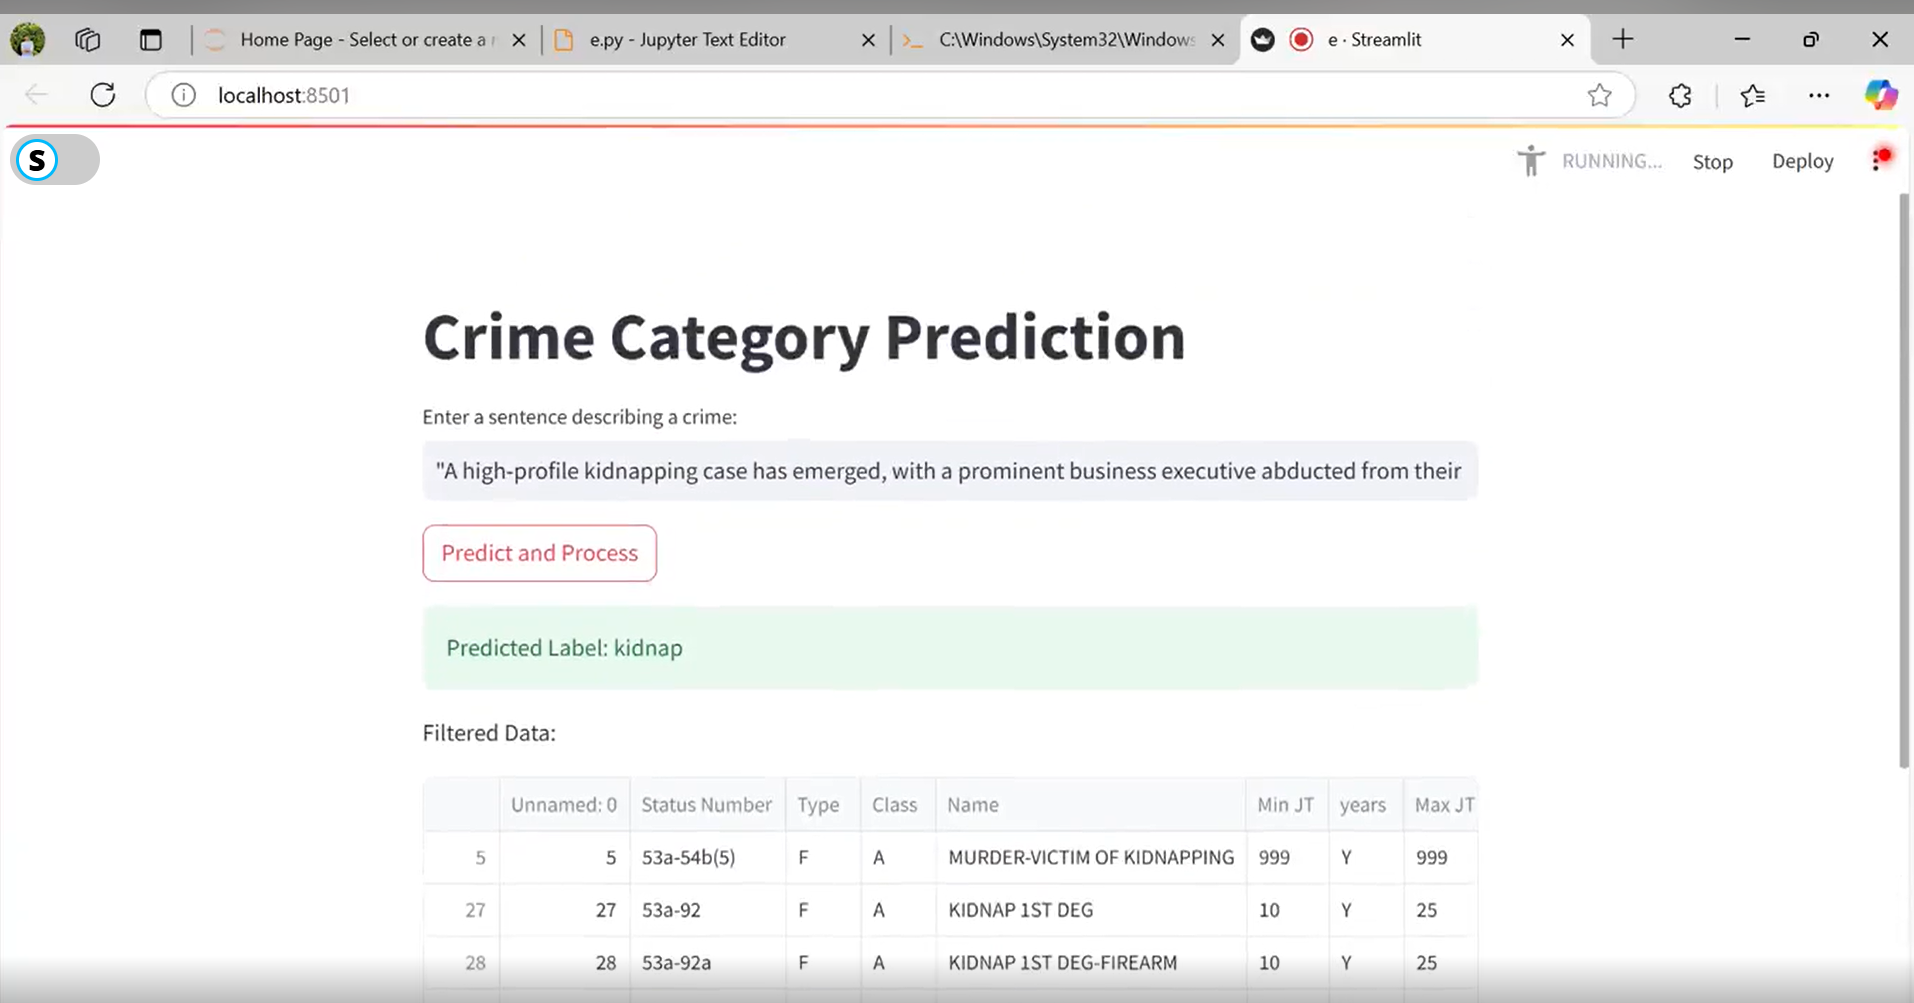 Home Page - Select or create a
e.py - Jupyter Text Editor
C:\Windows\System32\Windows
e · Streamlit
localhost:8501
S
RUNNING...
Stop
Deploy
Crime Category Prediction
Enter a sentence describing a crime:
"A high-profile kidnapping case has emerged, with a prominent business executive abducted from their
Predict and Process
Predicted Label: kidnap
Filtered Data:
Unnamed: 0 Status Number Type Class Name Min JT years Max JT
5 5 53a-54b(5) F A MURDER-VICTIM OF KIDNAPPING 999 Y 999
27 27 53a-92 F A KIDNAP 1ST DEG 10 Y 25
28 28 53a-92a F A KIDNAP 1ST DEG-FIREARM 10 Y 25